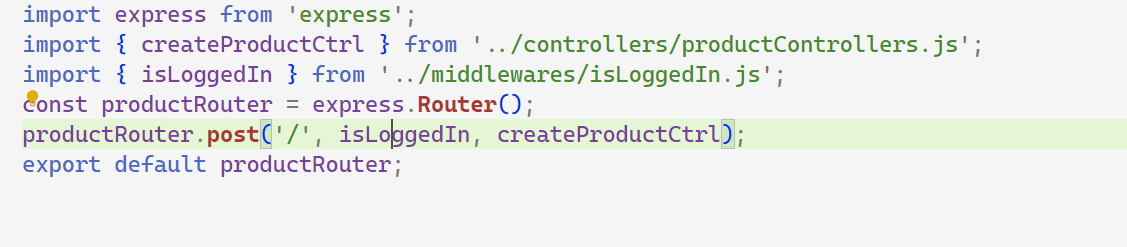 import express from 'express';
import { createProductCtrl } from '../controllers/productControllers.js';
import { isLoggedIn } from '../middlewares/isLoggedIn.js';
const productRouter = express.Router();
productRouter.post('/', isLoggedIn, createProductCtrl);
export default productRouter;